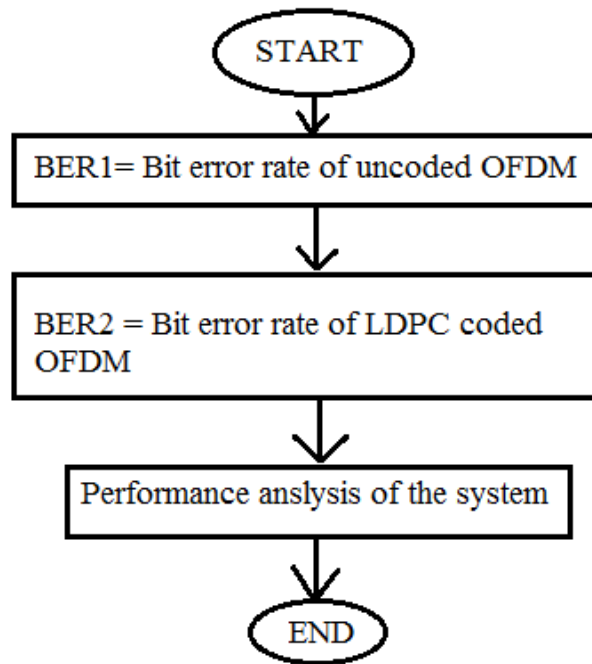 START
BER1= Bit error rate of uncoded OFDM
BER2 = Bit error rate of LDPC coded
OFDM
Performance anslysis of the system
END